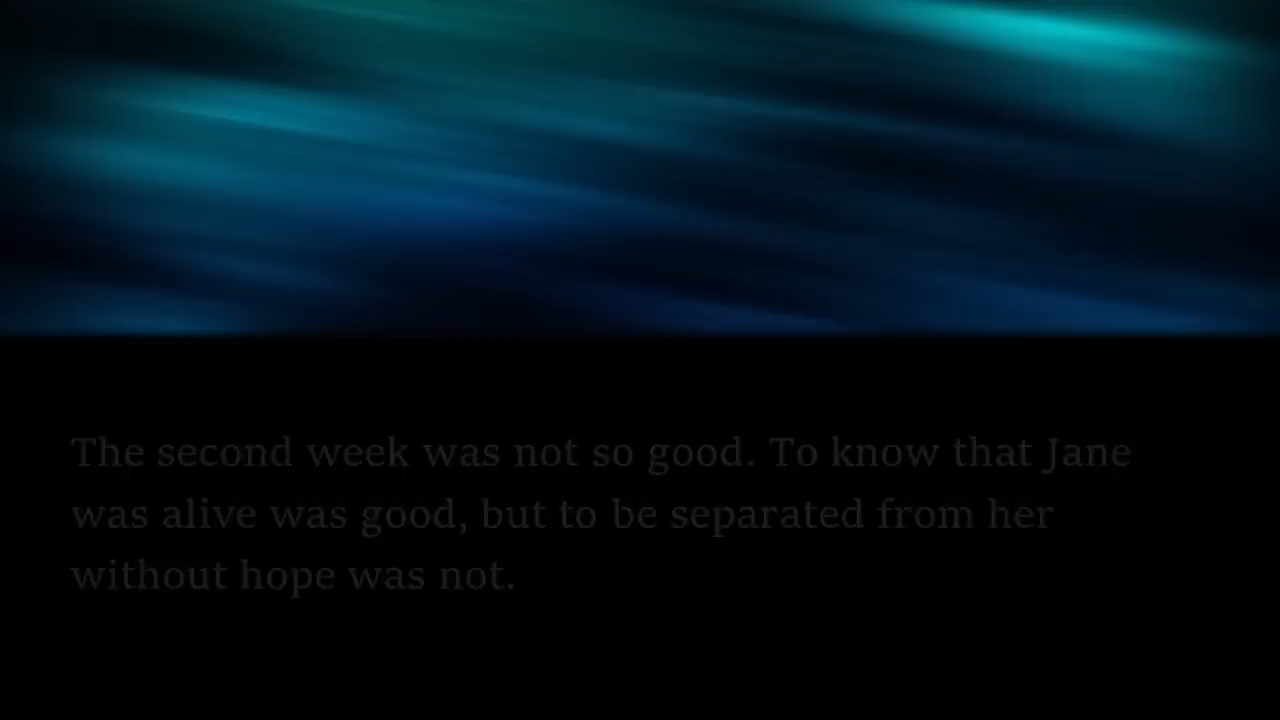 The second week was not so good. To know that Jane
was alive was good, but to be separated from her
without hope was not.